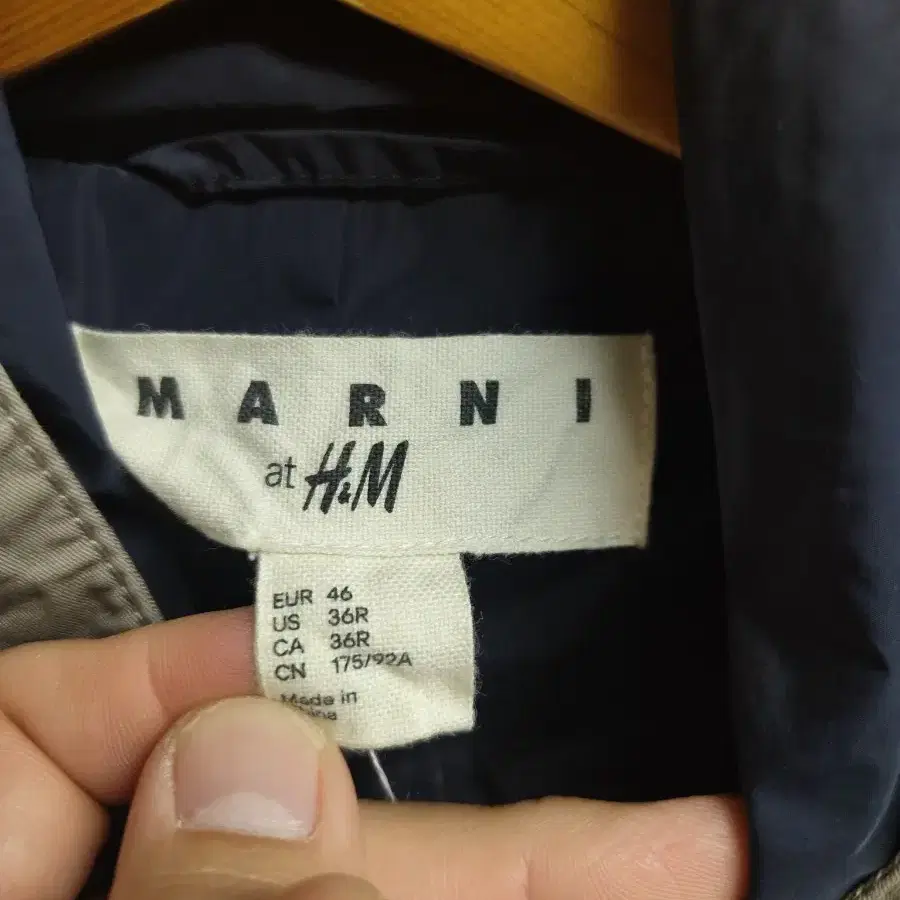 MARNI
at H&M
EUR 46
US 36R
CA 36R
CN 175/92A
Made in